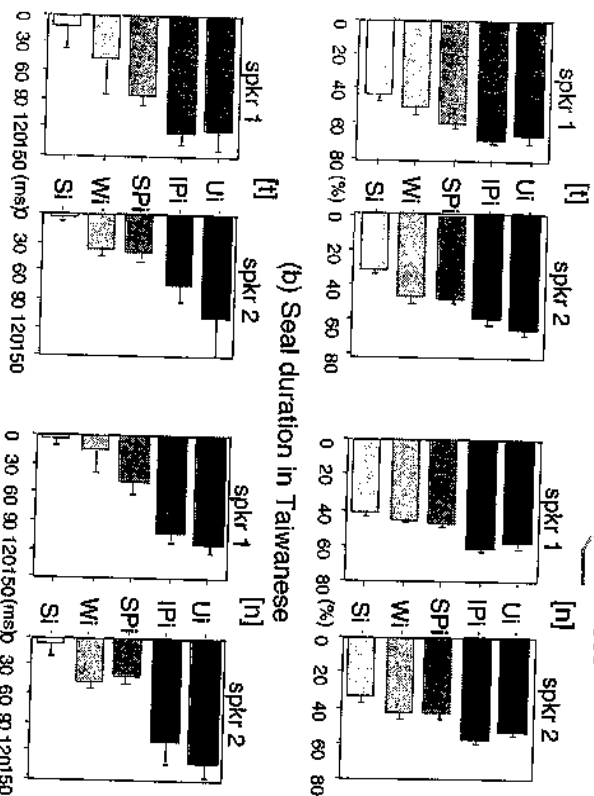 [t] [n]
spkr 1 spkr 2 spkr 1 spkr 2
Ui Ui
IPi IPi
SPi SPi
Wi Wi
Si Si
0 20 40 60 80 (%) 0 20 40 60 80 0 20 40 60 80 (%) 0 20 40 60 80
(b) Seal duration in Taiwanese
[t] [n]
spkr 1 spkr 2 spkr 1 spkr 2
Ui Ui
IPi IPi
SPi SPi
Wi Wi
Si Si
0 30 60 90 120150 (ms)0 30 60 90 120150 0 30 60 90 120150 (ms)0 30 60 90 120150